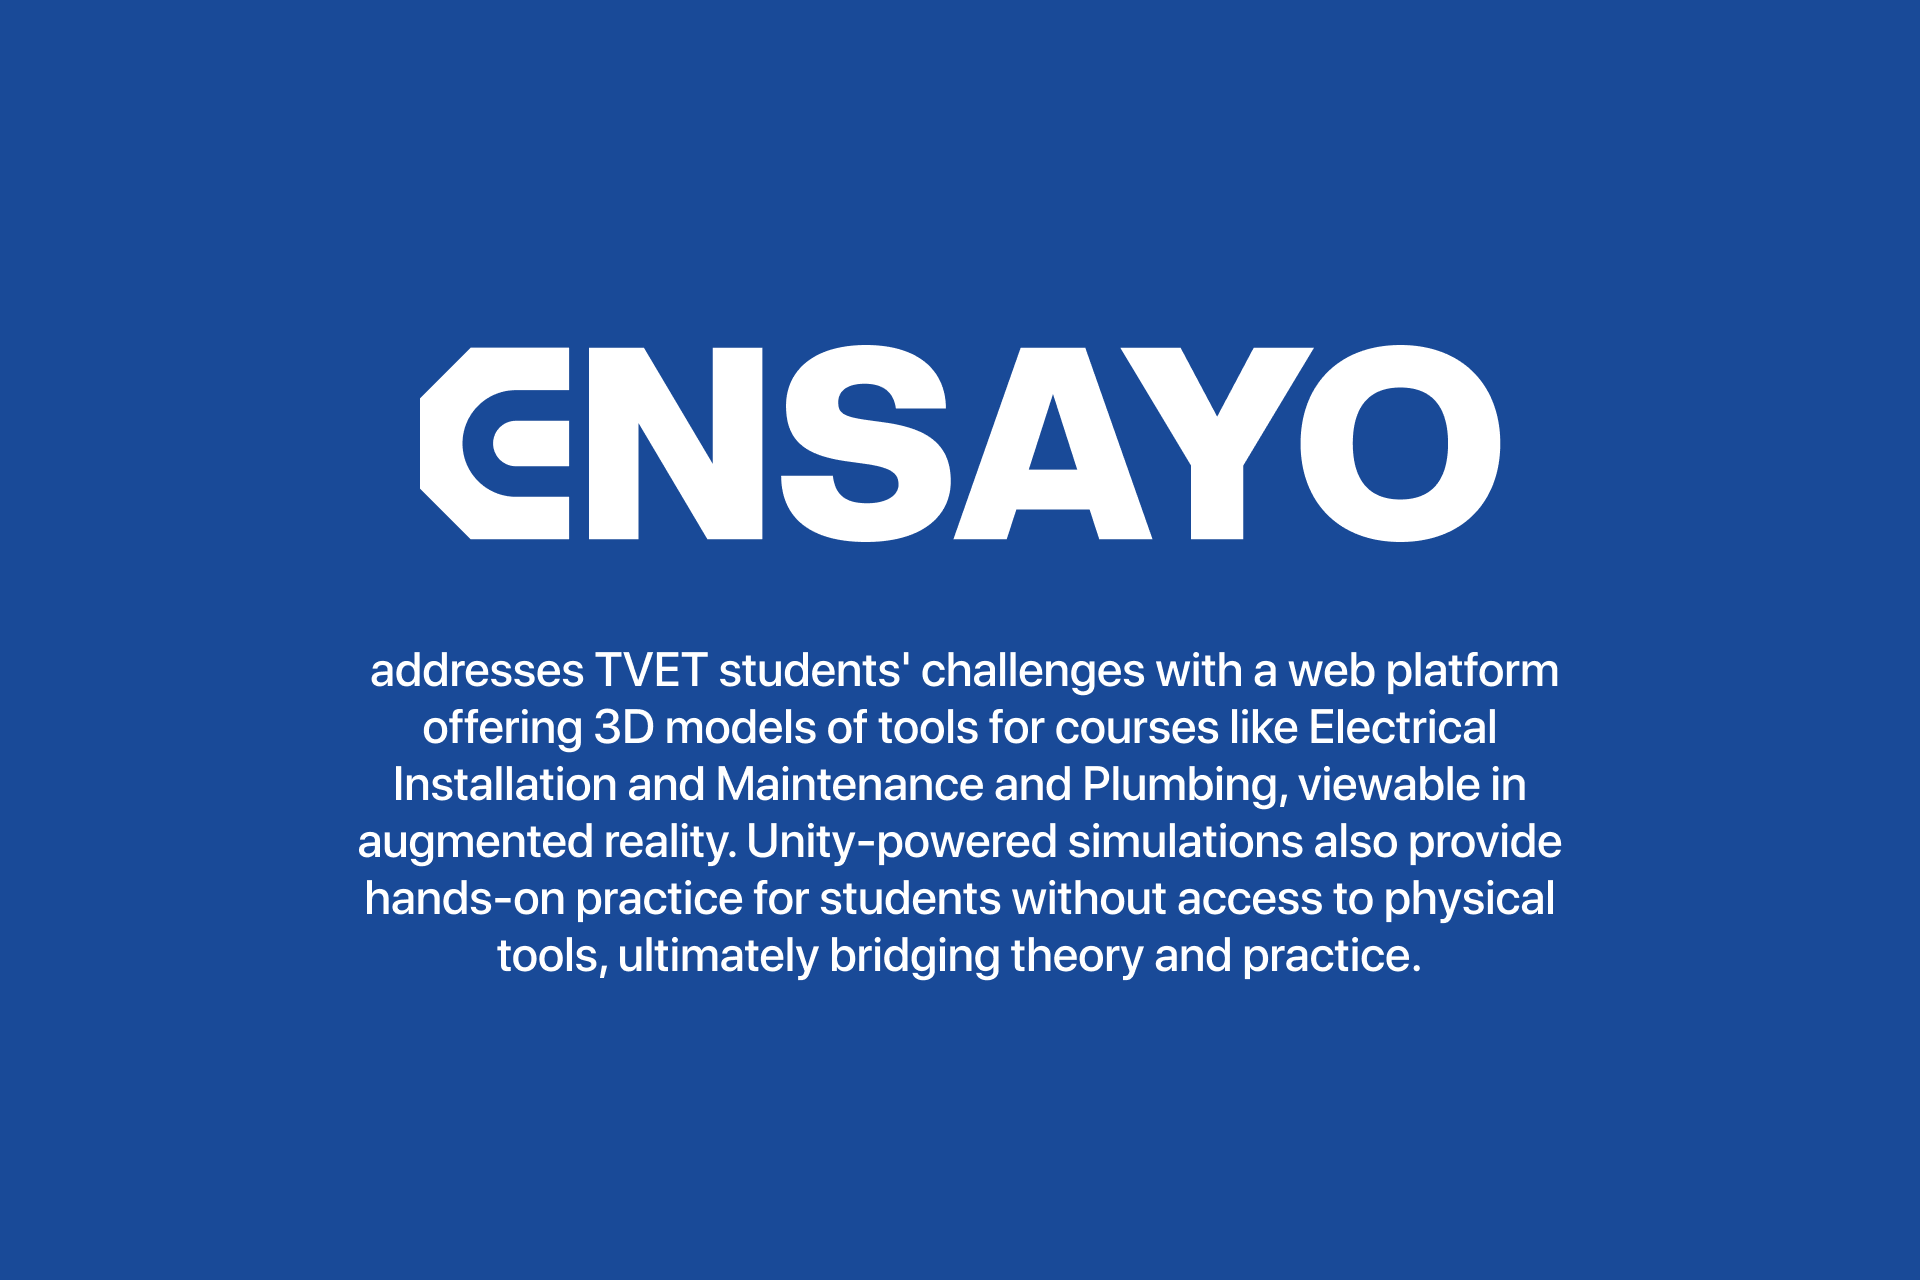 ENSAYO
addresses TVET students' challenges with a web platform
offering 3D models of tools for courses like Electrical
Installation and Maintenance and Plumbing, viewable in
augmented reality. Unity-powered simulations also provide
hands-on practice for students without access to physical
tools, ultimately bridging theory and practice.